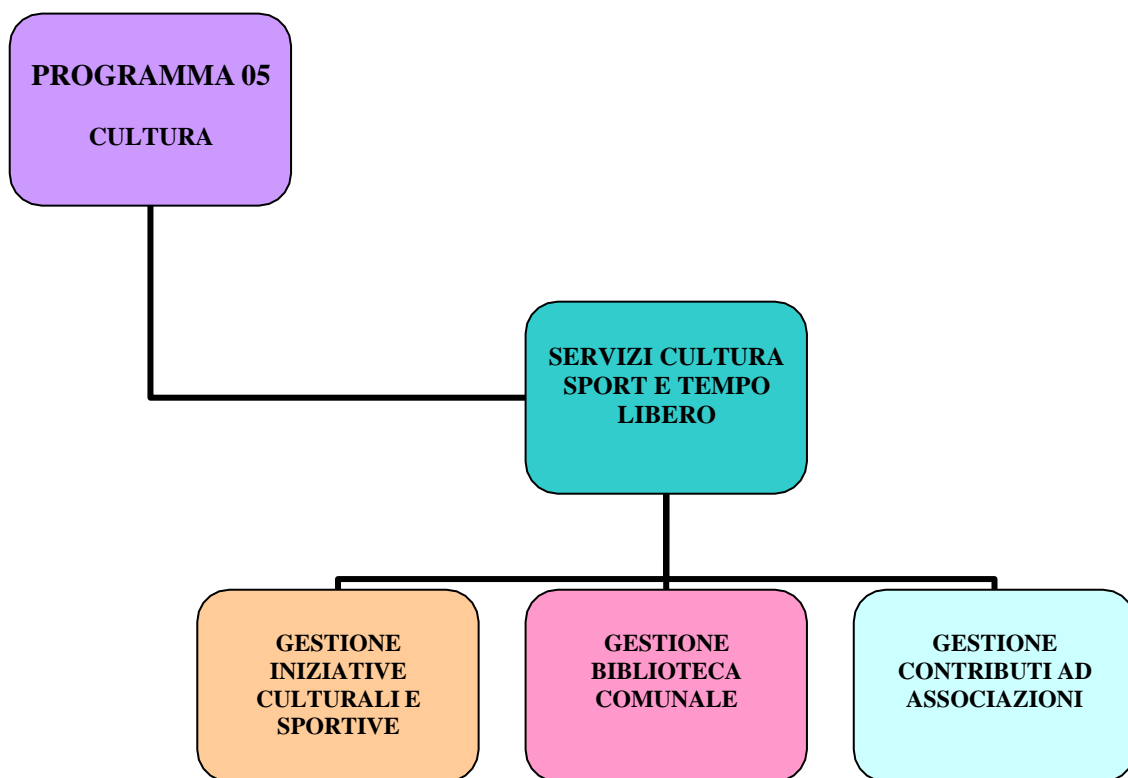 PROGRAMMA 05
CULTURA
SERVIZI CULTURA
SPORT E TEMPO
LIBERO
GESTIONE
INIZIATIVE
CULTURALI E
SPORTIVE
GESTIONE
BIBLIOTECA
COMUNALE
GESTIONE
CONTRIBUTI AD
ASSOCIAZIONI